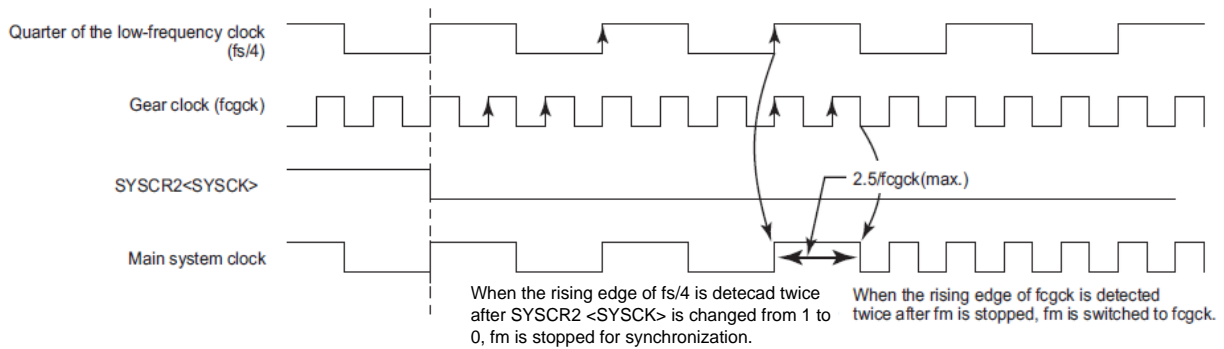 Quarter of the low-frequency clock
(fs/4)
Gear clock (fcgck)
SYSCR2<SYSCK>
2.5/fcgck(max.)
Main system clock
When the rising edge of fs/4 is detecad twice
after SYSCR2 <SYSCK> is changed from 1 to
0, fm is stopped for synchronization.
When the rising edge of fcgck is detected
twice after fm is stopped, fm is switched to fcgck.